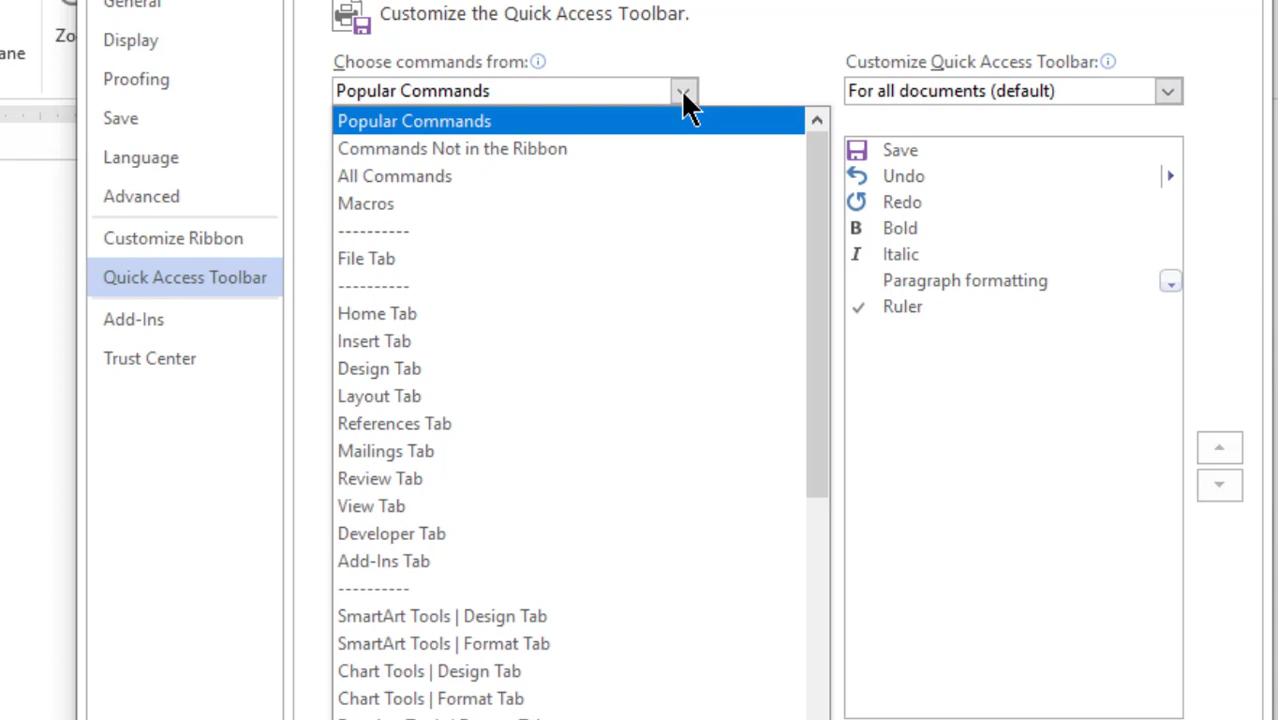 General
Display
Proofing
Save
Language
Advanced
Customize Ribbon
Quick Access Toolbar
Add-Ins
Trust Center
Zo
ane
Customize the Quick Access Toolbar.
Choose commands from:
Popular Commands
Popular Commands
Commands Not in the Ribbon
All Commands
Macros
----------
File Tab
----------
Home Tab
Insert Tab
Design Tab
Layout Tab
References Tab
Mailings Tab
Review Tab
View Tab
Developer Tab
Add-Ins Tab
----------
SmartArt Tools | Design Tab
SmartArt Tools | Format Tab
Chart Tools | Design Tab
Chart Tools | Format Tab
Customize Quick Access Toolbar:
For all documents (default)
Save
Undo
Redo
B Bold
I Italic
Paragraph formatting
Ruler